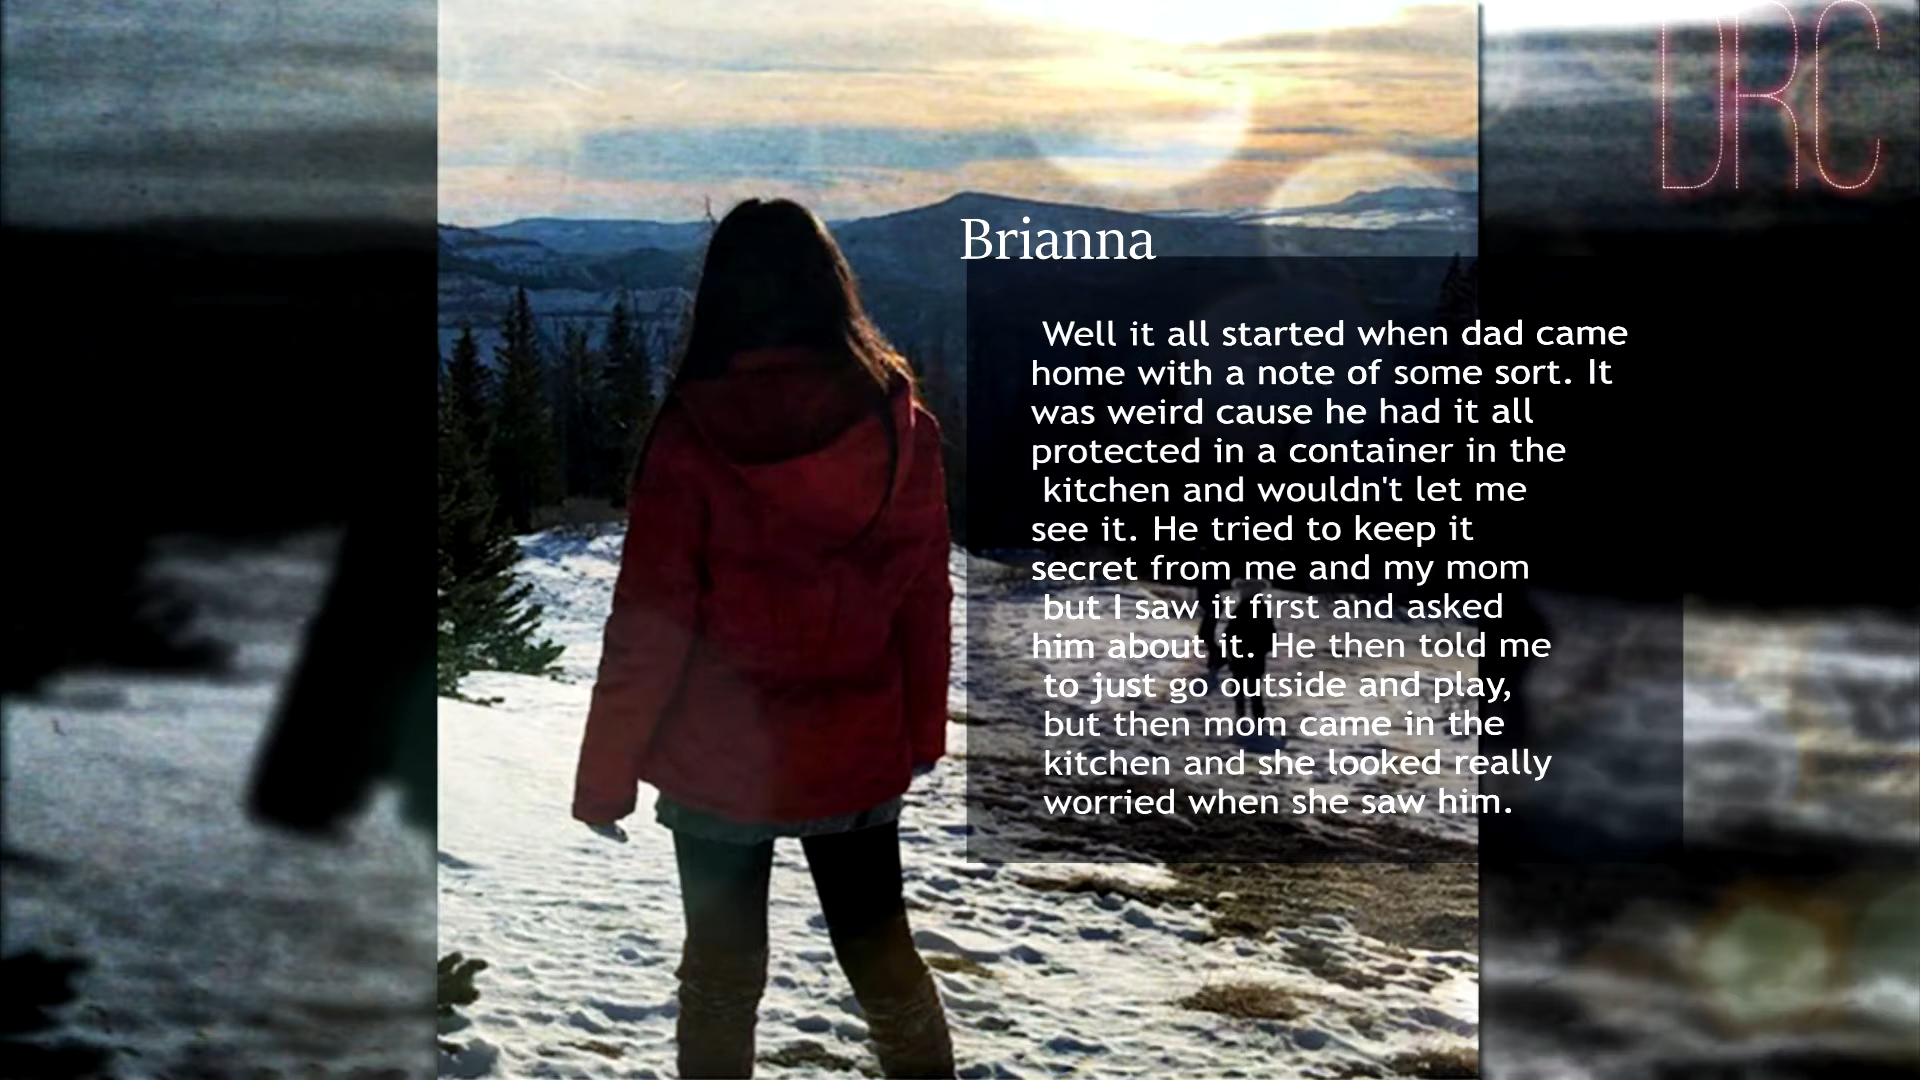 DRC
Brianna
Well it all started when dad came
home with a note of some sort. It
was weird cause he had it all
protected in a container in the
kitchen and wouldn't let me
see it. He tried to keep it
secret from me and my mom
but I saw it first and asked
him about it. He then told me
to just go outside and play,
but then mom came in the
kitchen and she looked really
worried when she saw him.